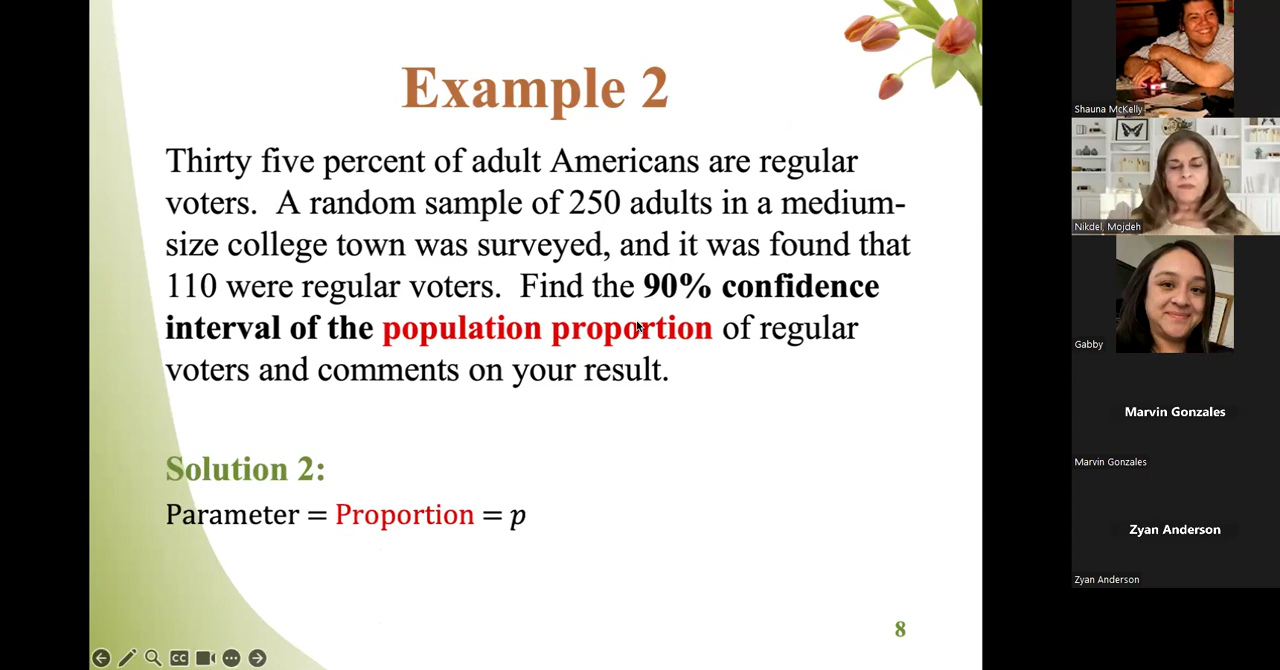 Example 2
Thirty five percent of adult Americans are regular
voters. A random sample of 250 adults in a medium-
size college town was surveyed, and it was found that
110 were regular voters. Find the 90% confidence
interval of the population proportion of regular
voters and comments on your result.
Solution 2:
Parameter = Proportion = p
8
CC
Shauna McKelly
Nikdel, Mojdeh
Gabby
Marvin Gonzales
Marvin Gonzales
Zyan Anderson
Zyan Anderson